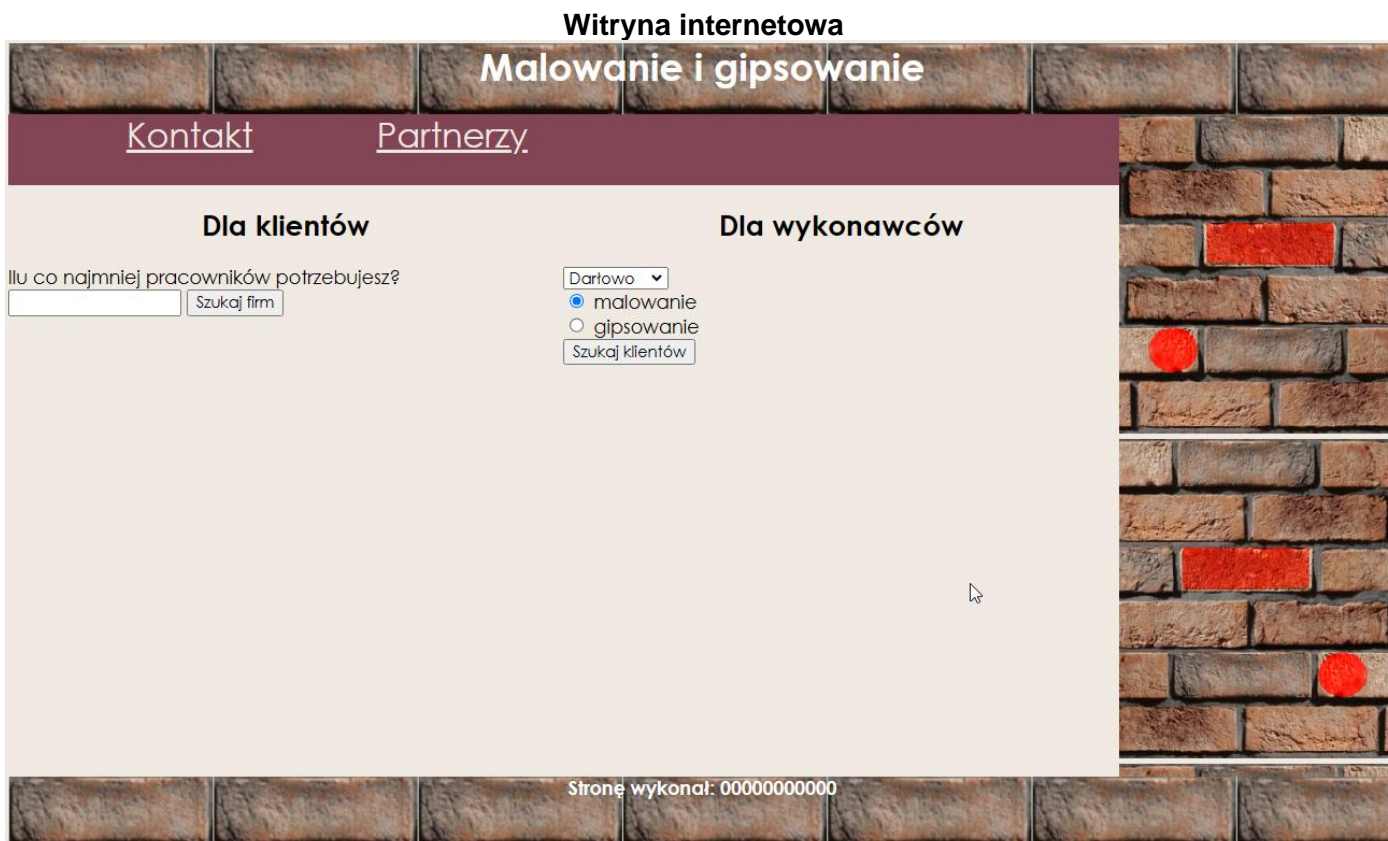 Witryna internetowa
Malowanie i gipsowanie
Kontakt Partnerzy
Dla klientów
Ilu co najmniej pracowników potrzebujesz?
Szukaj firm
Dla wykonawców
Darłowo
malowanie
gipsowanie
Szukaj klientów
Stronę wykonał: 00000000000